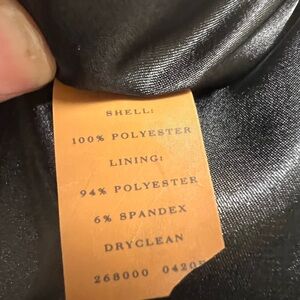 SHELL:
100% POLYESTER
LINING:
94% POLYESTER
6% SPANDEX
DRYCLEAN
268000